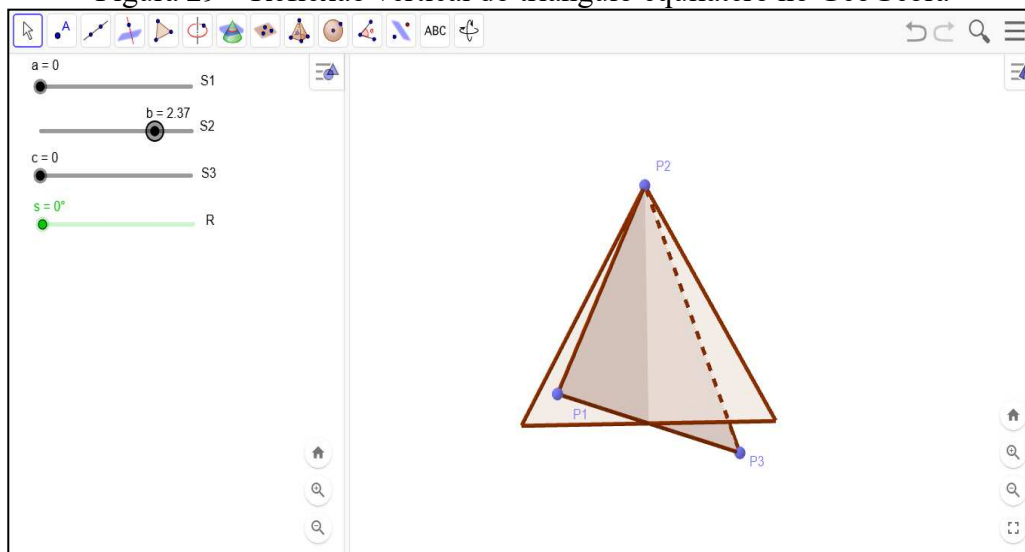 Figura 29 – Reflexão vertical do triângulo equilátero no GeoGebra
A
ABC
a = 0
S1
b = 2.37
S2
c = 0
S3
s = 0°
R
P2
P1
P3